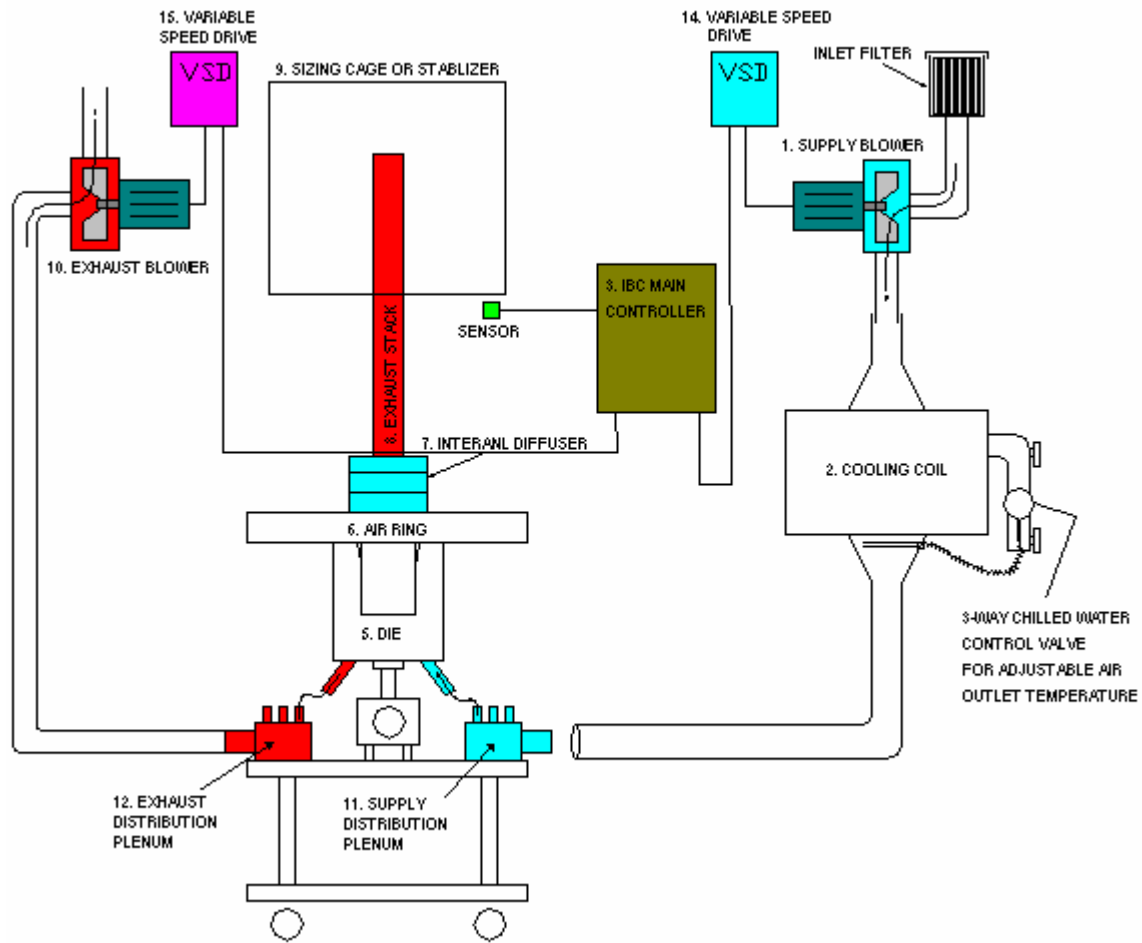 15. VARIABLE
SPEED DRIVE
VSD
9. SIZING CAGE OR STABLIZER
14. VARIABLE SPEED
DRIVE
VSD
INLET FILTER
1. SUPPLY BLOWER
10. EXHAUST BLOWER
3. IBC MAIN
CONTROLLER
SENSOR
8. EXHAUST STACK
7. INTERANL DIFFUSER
2. COOLING COIL
6. AIR RING
5. DIE
3-WAY CHILLED WATER
CONTROL VALVE
FOR ADJUSTABLE AIR
OUTLET TEMPERATURE
12. EXHAUST
DISTRIBUTION
PLENUM
11. SUPPLY
DISTRIBUTION
PLENUM